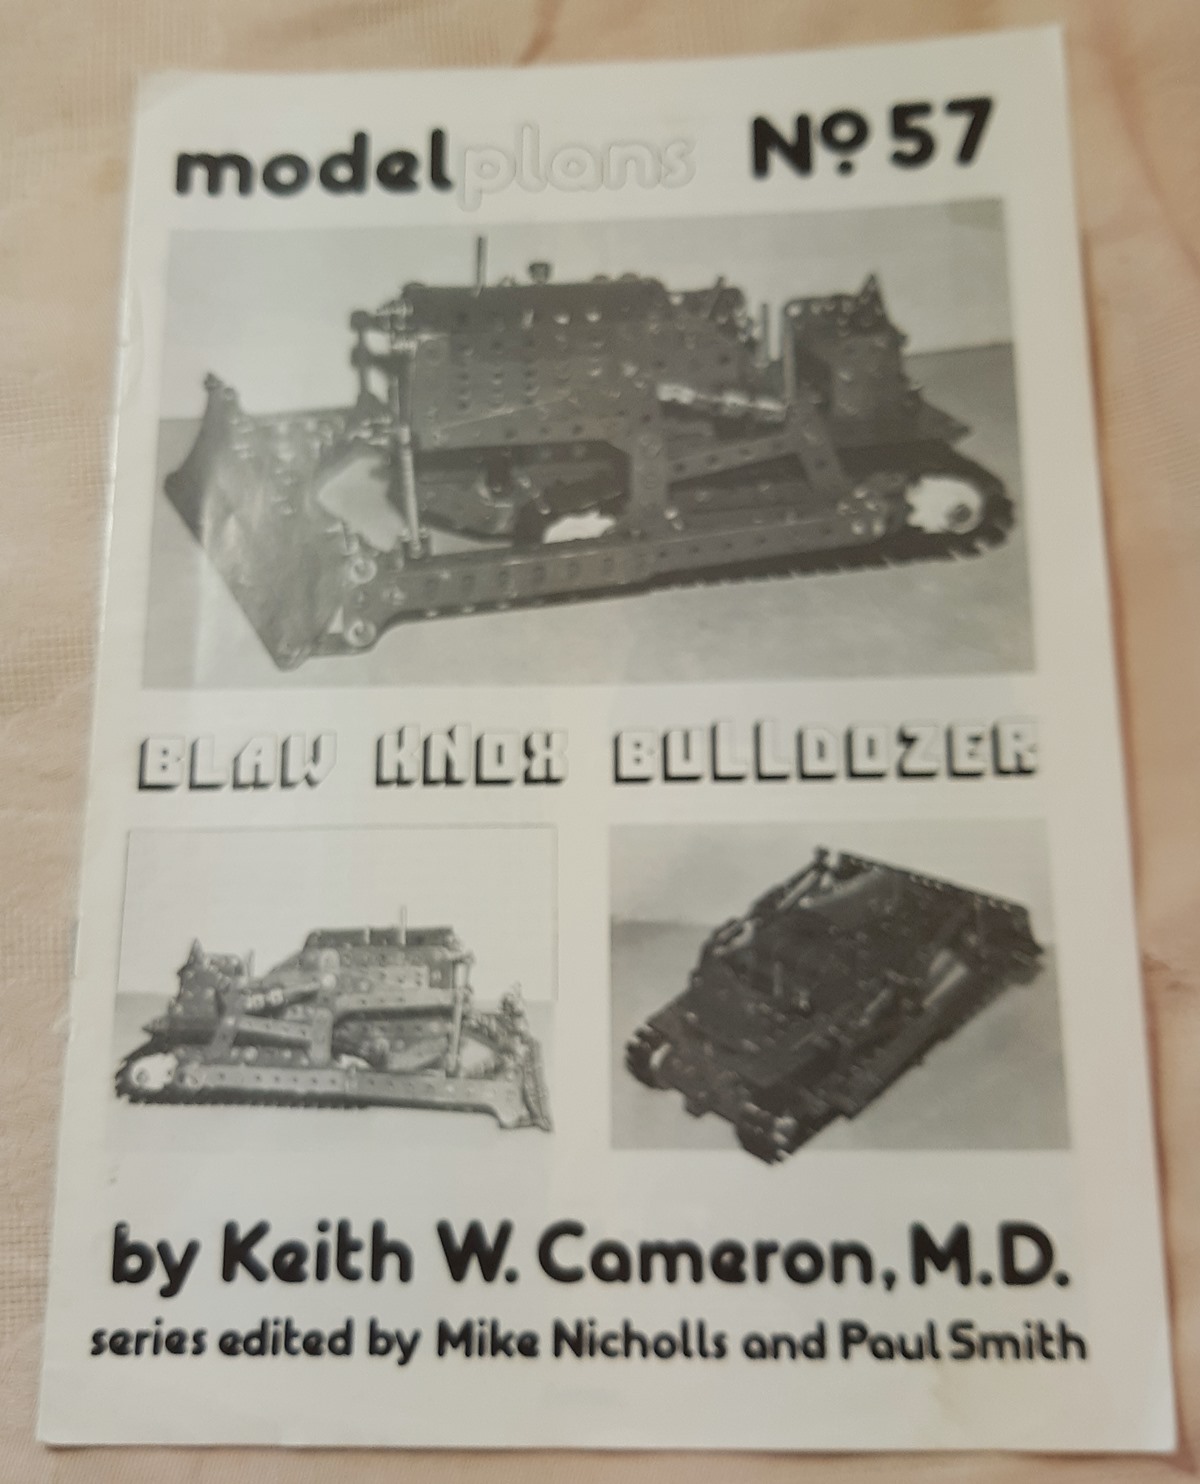 modelplans Nº 57
BLAW KNOX BULLDOZER
by Keith W. Cameron, M.D.
series edited by Mike Nicholls and Paul Smith